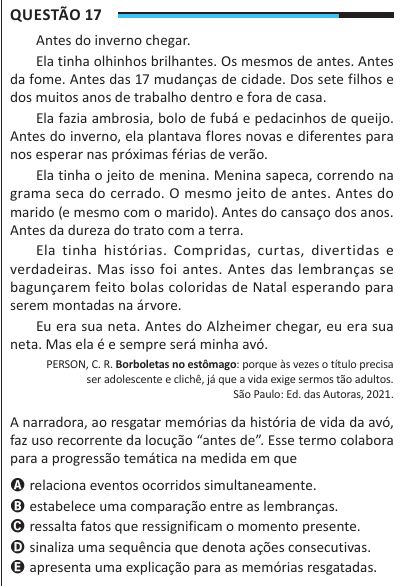 QUESTÃO 17
Antes do inverno chegar.
Ela tinha olhinhos brilhantes. Os mesmos de antes. Antes
da fome. Antes das 17 mudanças de cidade. Dos sete filhos e
dos muitos anos de trabalho dentro e fora de casa.
Ela fazia ambrosia, bolo de fubá e pedacinhos de queijo.
Antes do inverno, ela plantava flores novas e diferentes para
nos esperar nas próximas férias de verão.
Ela tinha o jeito de menina. Menina sapeca, correndo na
grama seca do cerrado. O mesmo jeito de antes. Antes do
marido (e mesmo com o marido). Antes do cansaço dos anos.
Antes da dureza do trato com a terra.
Ela tinha histórias. Compridas, curtas, divertidas e
verdadeiras. Mas isso foi antes. Antes das lembranças se
bagunçarem feito bolas coloridas de Natal esperando para
serem montadas na árvore.
Eu era sua neta. Antes do Alzheimer chegar, eu era sua
neta. Mas ela é e sempre será minha avó.
PERSON, C. R. Borboletas no estômago: porque às vezes o título precisa
ser adolescente e clichê, já que a vida exige sermos tão adultos.
São Paulo: Ed. das Autoras, 2021.
A narradora, ao resgatar memórias da história de vida da avó,
faz uso recorrente da locução “antes de”. Esse termo colabora
para a progressão temática na medida em que
A relaciona eventos ocorridos simultaneamente.
B estabelece uma comparação entre as lembranças.
C ressalta fatos que ressignificam o momento presente.
D sinaliza uma sequência que denota ações consecutivas.
E apresenta uma explicação para as memórias resgatadas.